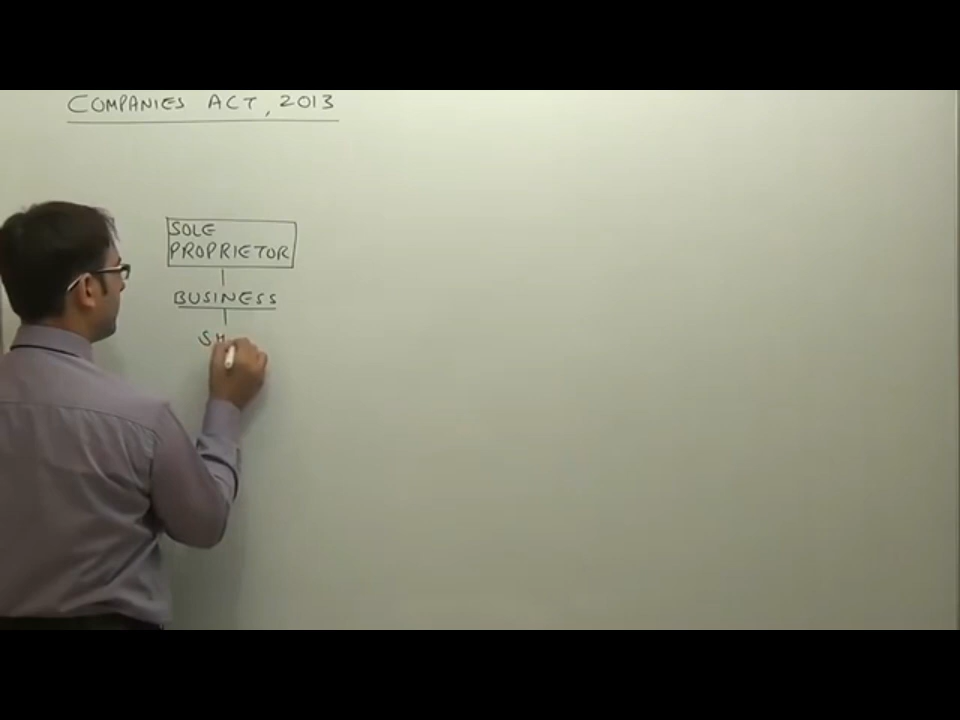 COMPANIES ACT, 2013
SOLE
PROPRIETOR
BUSINESS